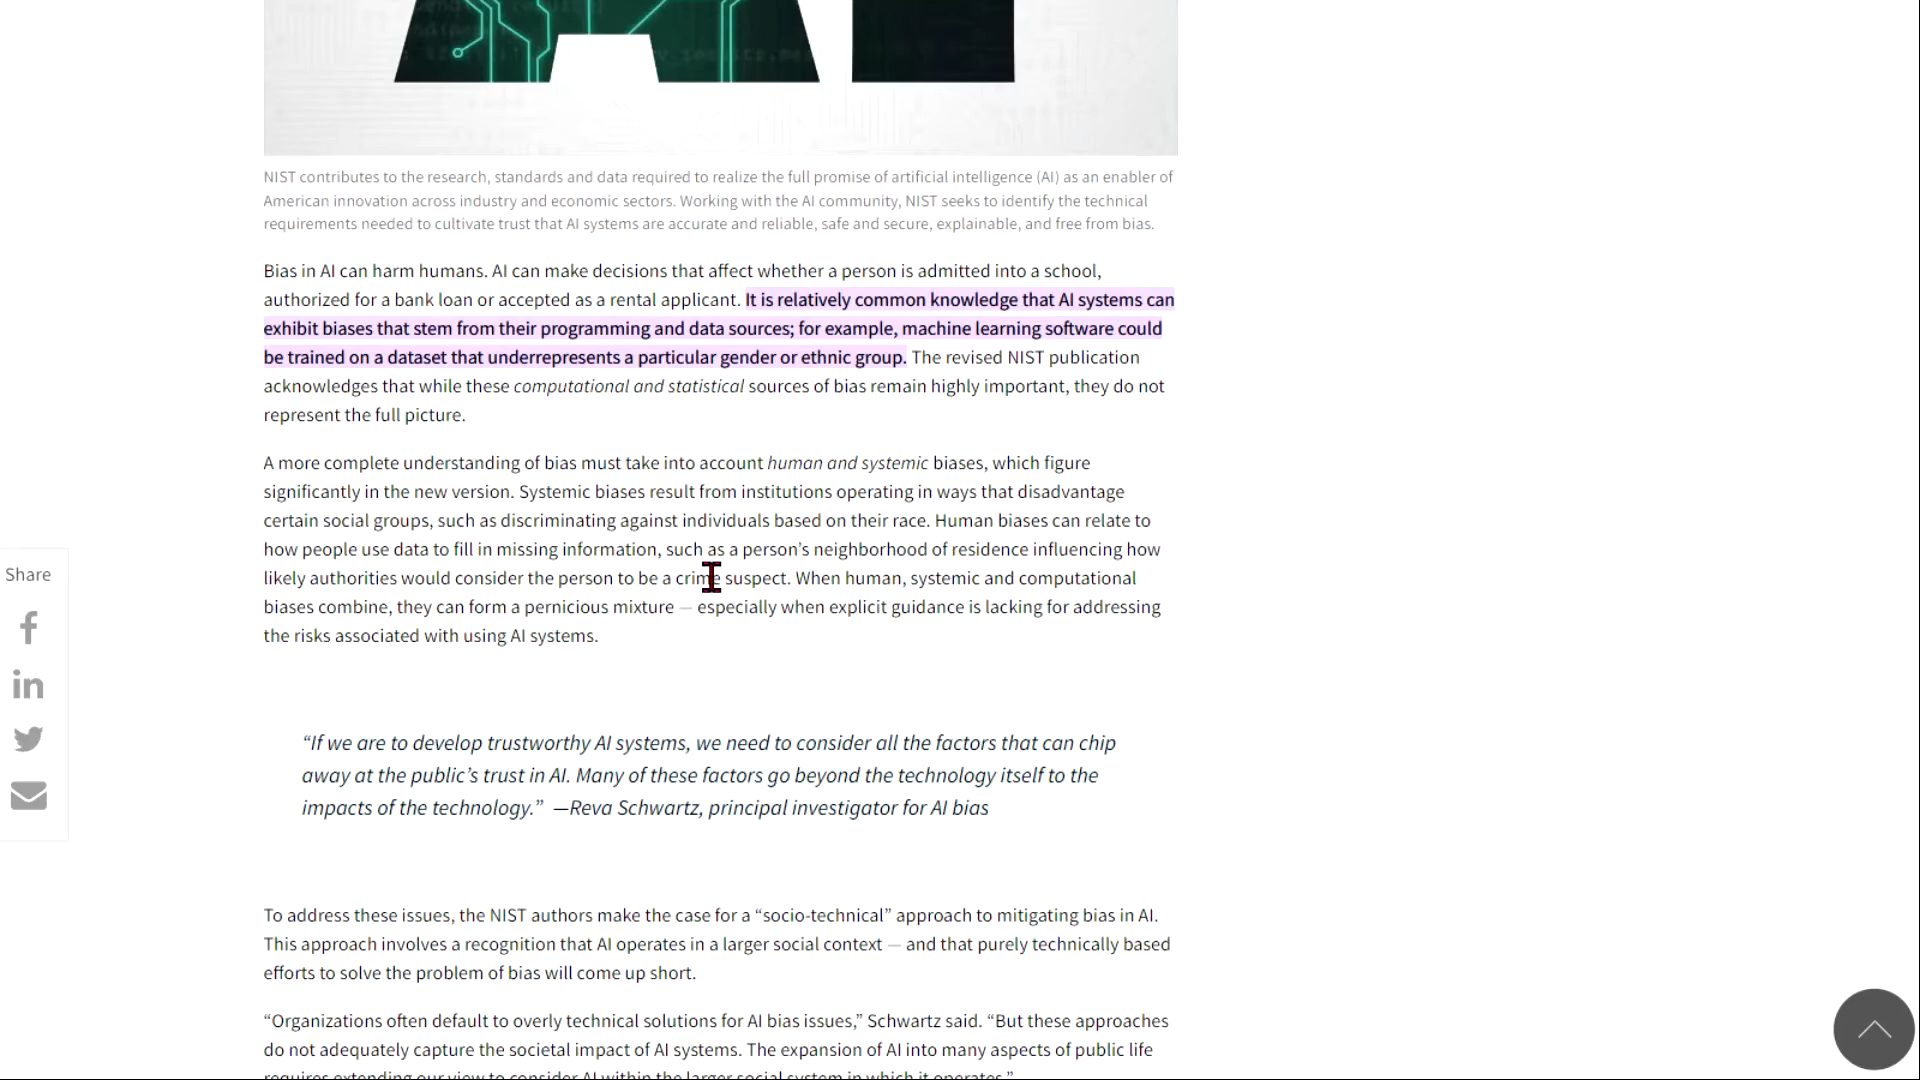 NIST contributes to the research, standards and data required to realize the full promise of artificial intelligence (AI) as an enabler of
American innovation across industry and economic sectors. Working with the AI community, NIST seeks to identify the technical
requirements needed to cultivate trust that AI systems are accurate and reliable, safe and secure, explainable, and free from bias.
Bias in AI can harm humans. AI can make decisions that affect whether a person is admitted into a school,
authorized for a bank loan or accepted as a rental applicant. It is relatively common knowledge that AI systems can
exhibit biases that stem from their programming and data sources; for example, machine learning software could
be trained on a dataset that underrepresents a particular gender or ethnic group. The revised NIST publication
acknowledges that while these computational and statistical sources of bias remain highly important, they do not
represent the full picture.
A more complete understanding of bias must take into account human and systemic biases, which figure
significantly in the new version. Systemic biases result from institutions operating in ways that disadvantage
certain social groups, such as discriminating against individuals based on their race. Human biases can relate to
how people use data to fill in missing information, such as a person’s neighborhood of residence influencing how
likely authorities would consider the person to be a crime suspect. When human, systemic and computational
biases combine, they can form a pernicious mixture — especially when explicit guidance is lacking for addressing
the risks associated with using AI systems.
Share
“If we are to develop trustworthy AI systems, we need to consider all the factors that can chip
away at the public’s trust in AI. Many of these factors go beyond the technology itself to the
impacts of the technology.” —Reva Schwartz, principal investigator for AI bias
To address these issues, the NIST authors make the case for a “socio-technical” approach to mitigating bias in AI.
This approach involves a recognition that AI operates in a larger social context — and that purely technically based
efforts to solve the problem of bias will come up short.
“Organizations often default to overly technical solutions for AI bias issues,” Schwartz said. “But these approaches
do not adequately capture the societal impact of AI systems. The expansion of AI into many aspects of public life
requires extending our view to consider AI within the larger social system in which it operates.”